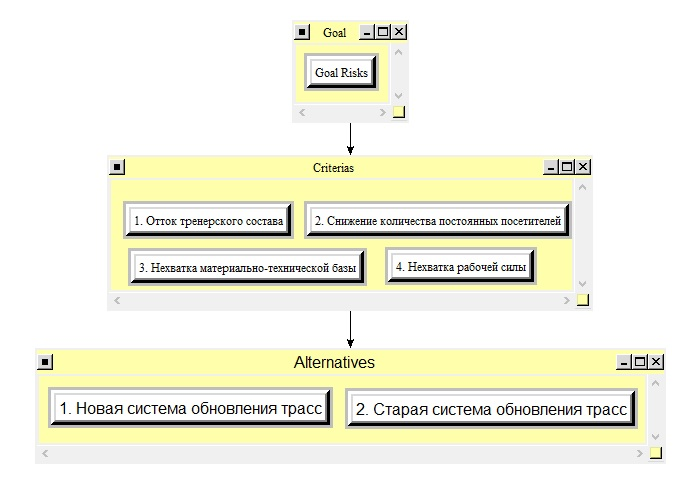 Goal
Goal Risks
Criterias
1. Отток тренерского состава
2. Снижение количества постоянных посетителей
3. Нехватка материально-технической базы
4. Нехватка рабочей силы
Alternatives
1. Новая система обновления трасс
2. Старая система обновления трасс